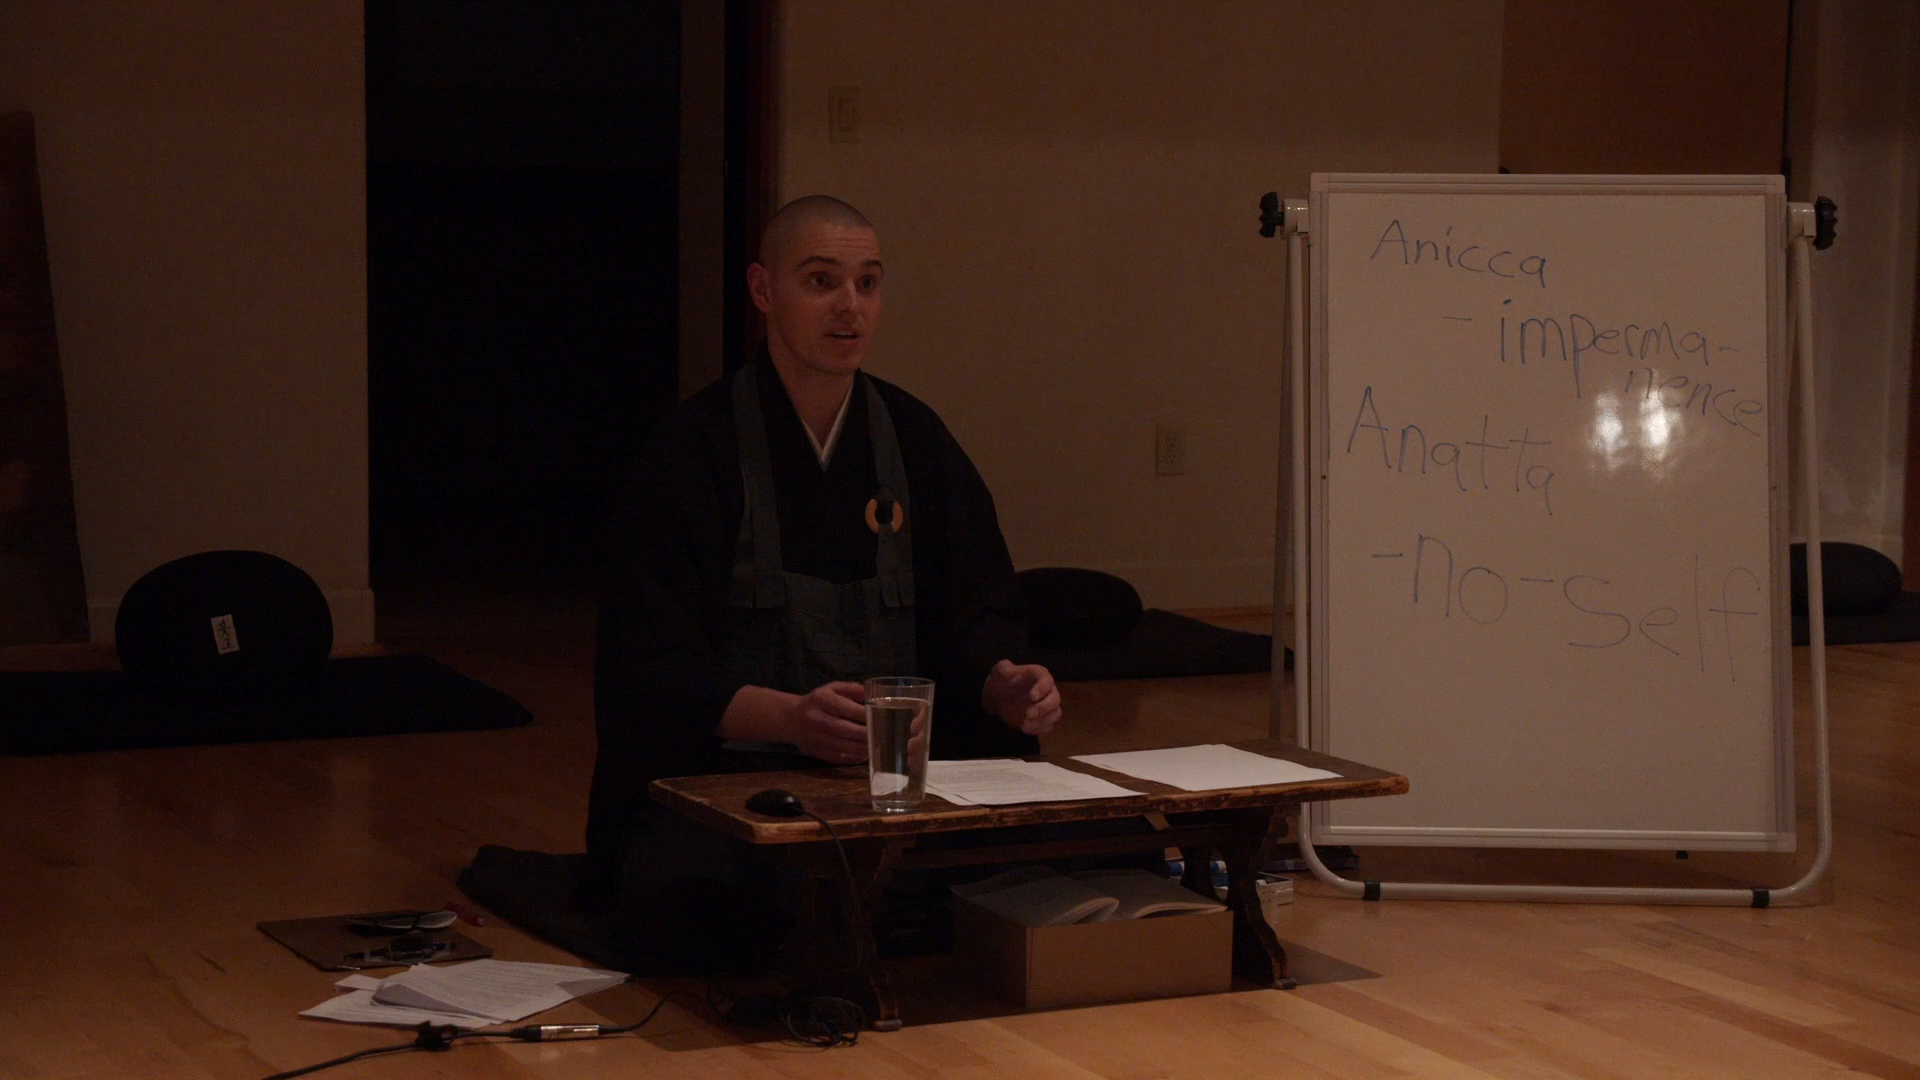 Anicca
- imperma-
nence
Anatta
- no-self